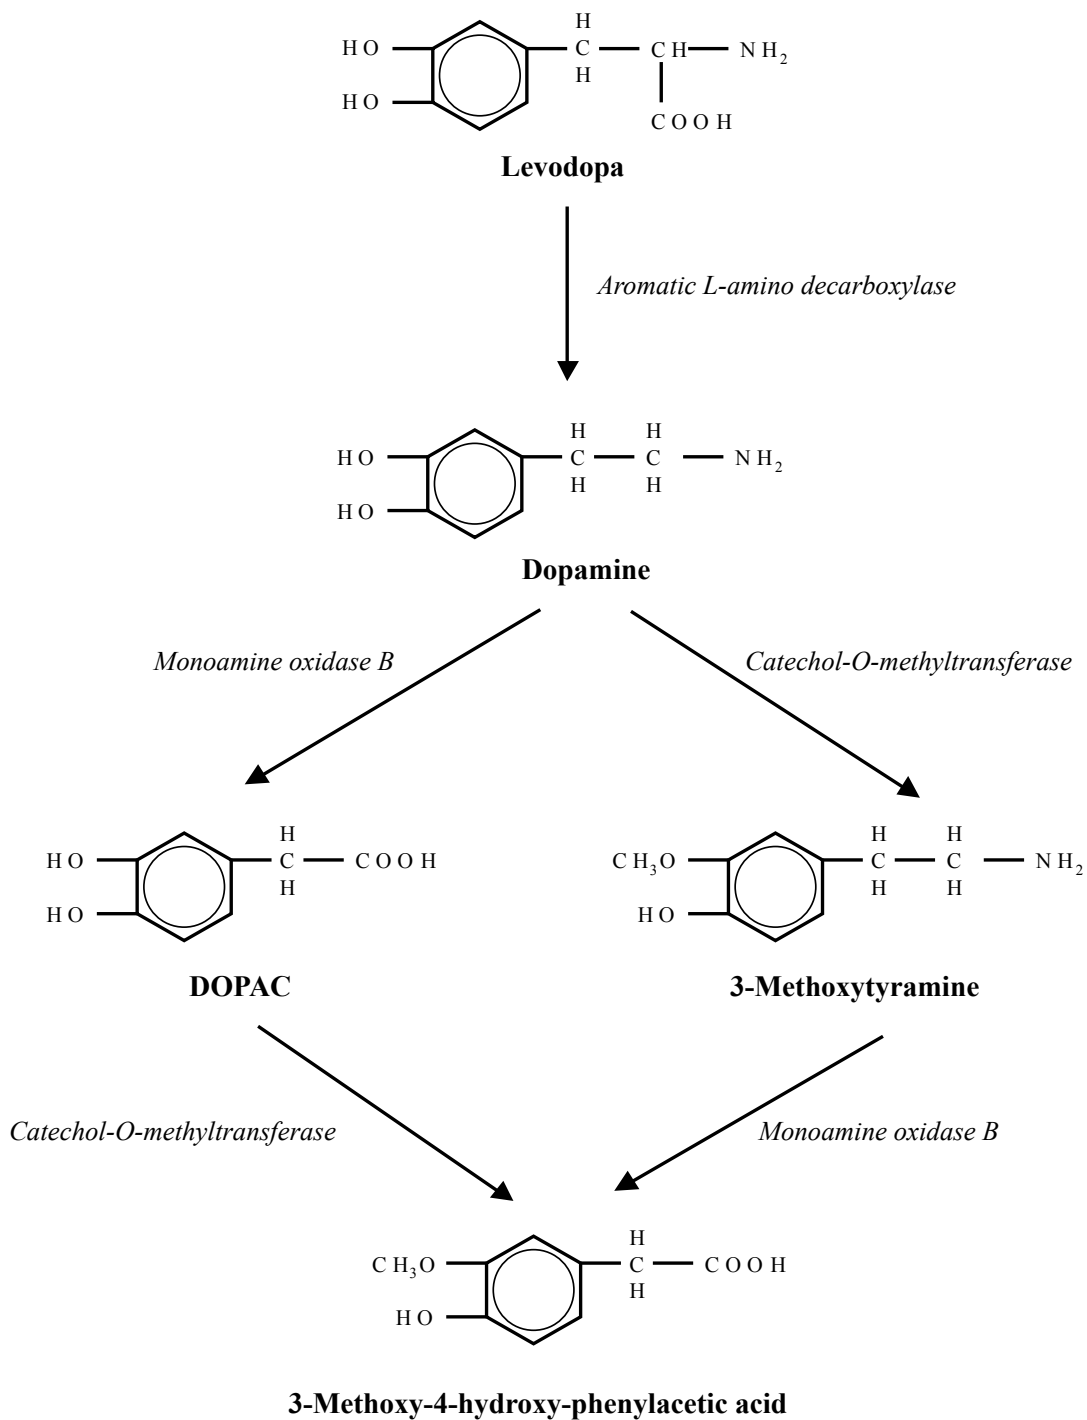 H
HO C CH NH2
HO H
COOH
Levodopa
Aromatic L-amino decarboxylase
H H
HO C C NH2
HO H H
Dopamine
Monoamine oxidase B Catechol-O-methyltransferase
H H H
HO C COOH CH3O C C NH2
HO H HO H H
DOPAC 3-Methoxytyramine
Catechol-O-methyltransferase Monoamine oxidase B
H
CH3O C COOH
HO H
3-Methoxy-4-hydroxy-phenylacetic acid